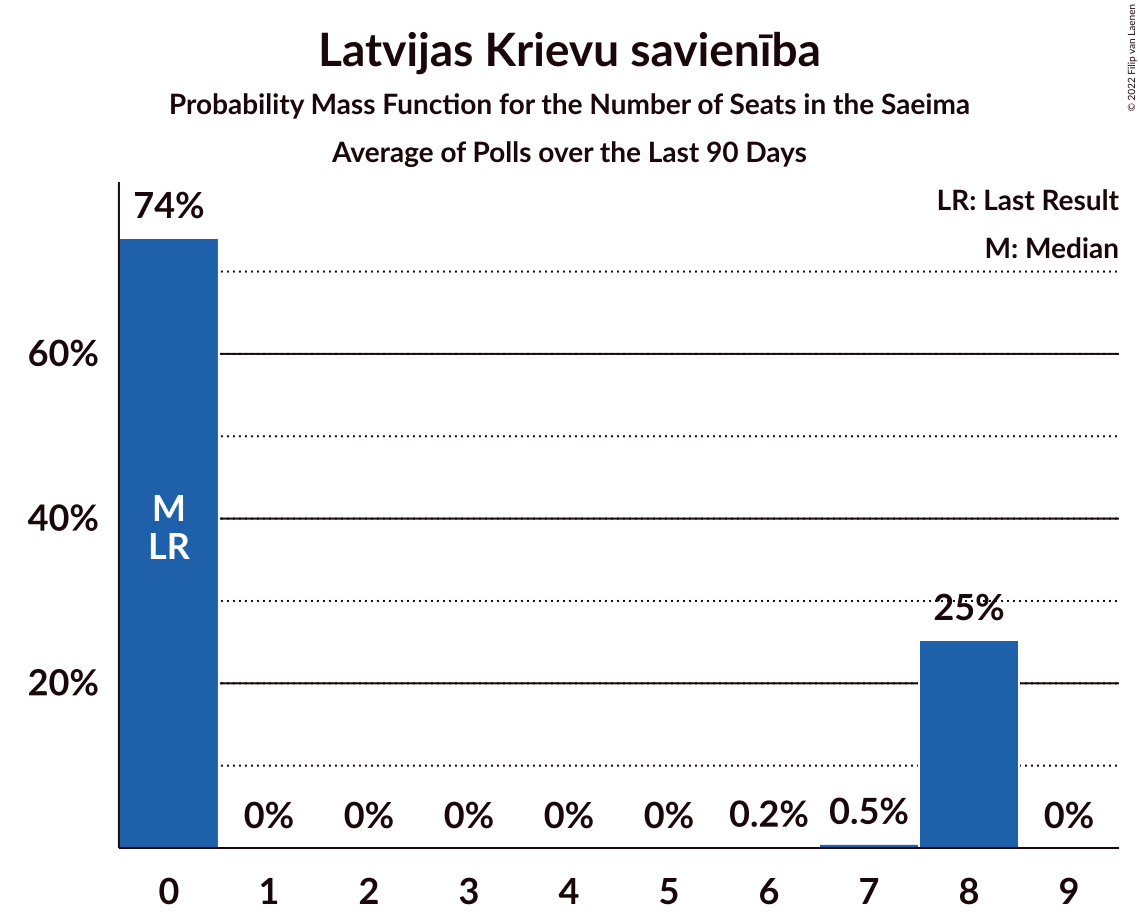 Latvijas Krievu savienība
Probability Mass Function for the Number of Seats in the Saeima
Average of Polls over the Last 90 Days
© 2022 Filip van Laenen
LR: Last Result
M: Median
74%
60%
40%
20%
M
LR
0%
0%
0%
0%
0%
0.2%
0.5%
25%
0%
0
1
2
3
4
5
6
7
8
9